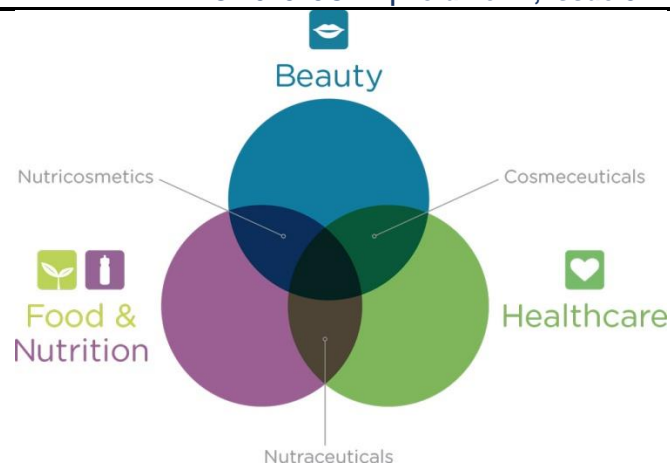 Beauty
Nutricosmetics
Cosmeceuticals
Food &
Nutrition
Healthcare
Nutraceuticals